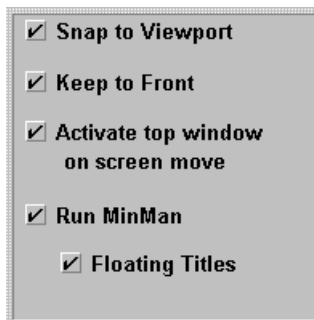 Snap to Viewport
Keep to Front
Activate top window
on screen move
Run MinMan
Floating Titles